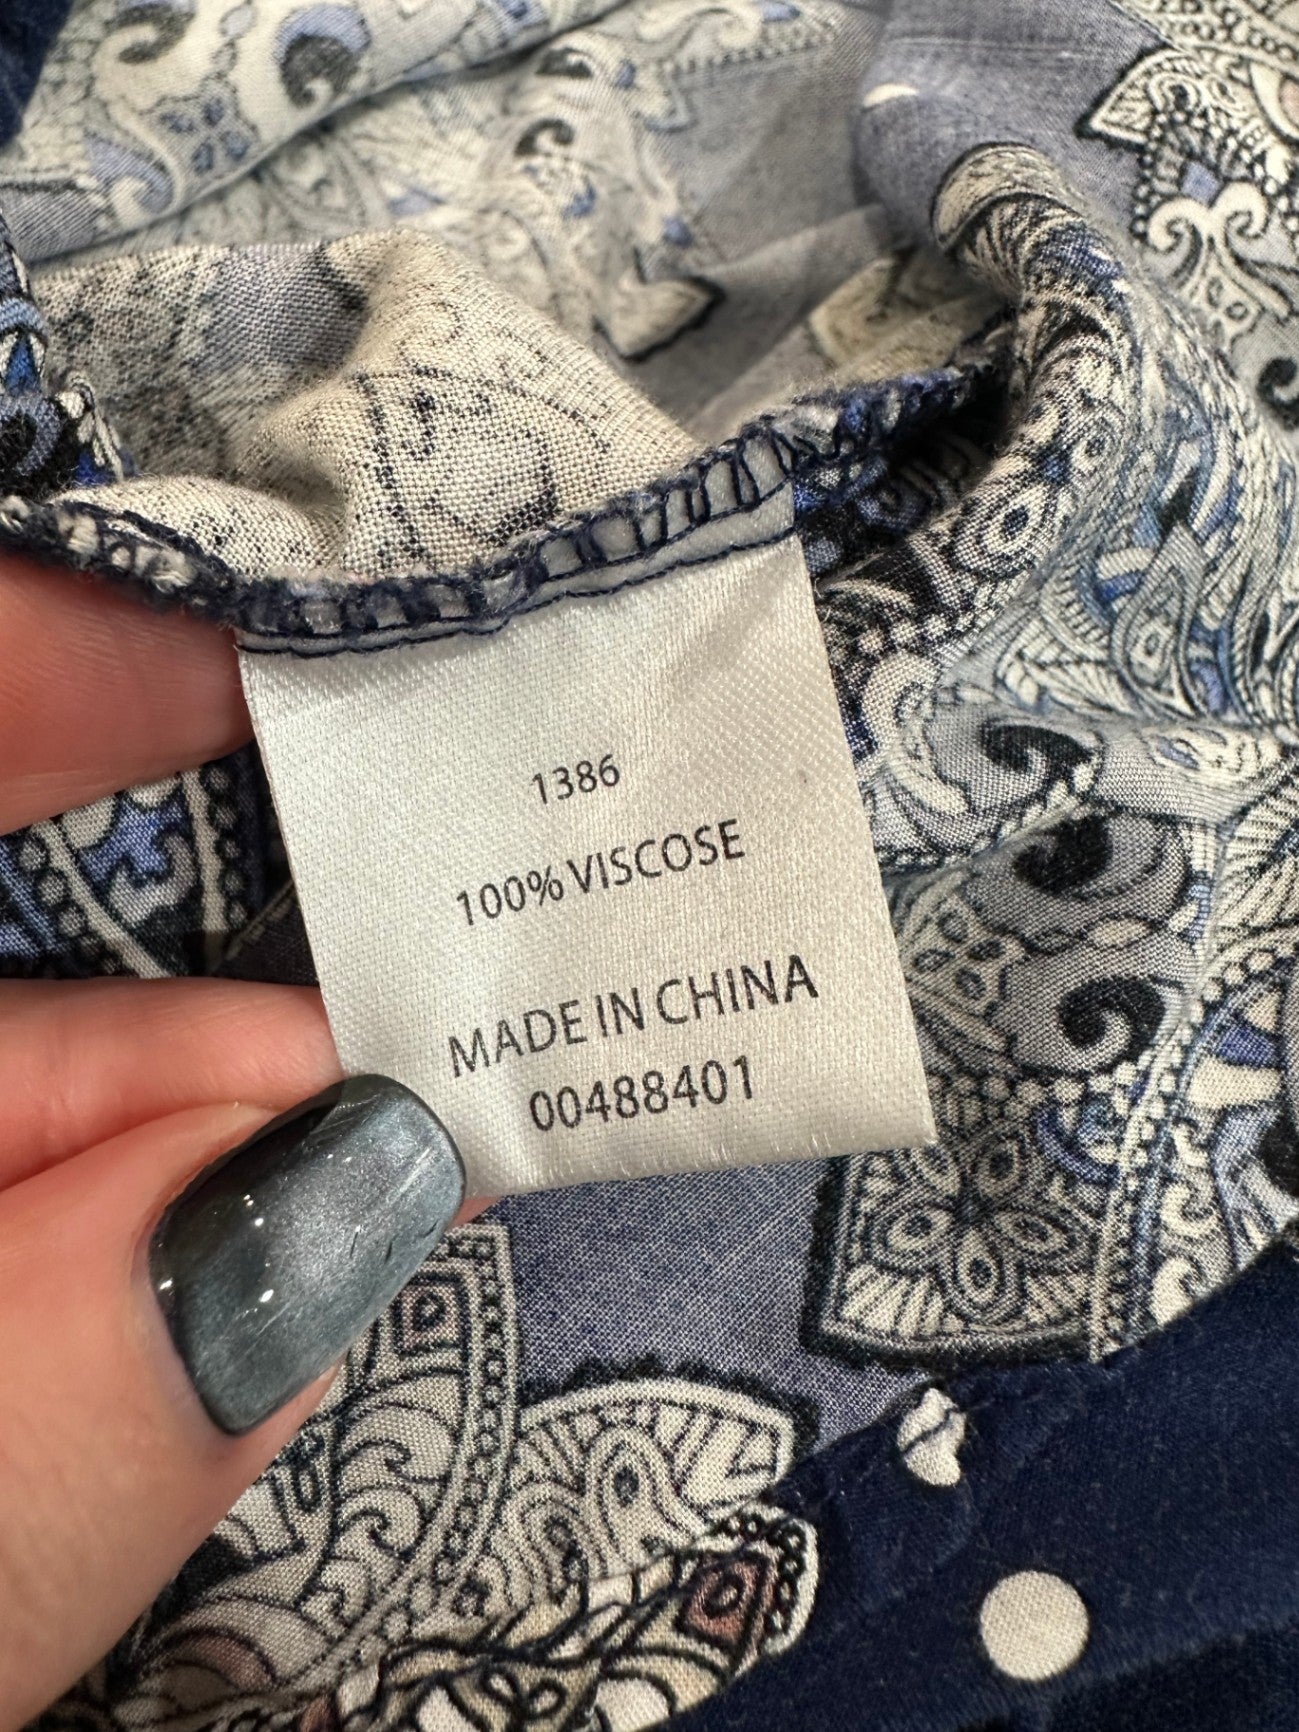 1386
100% VISCOSE
MADE IN CHINA
00488401